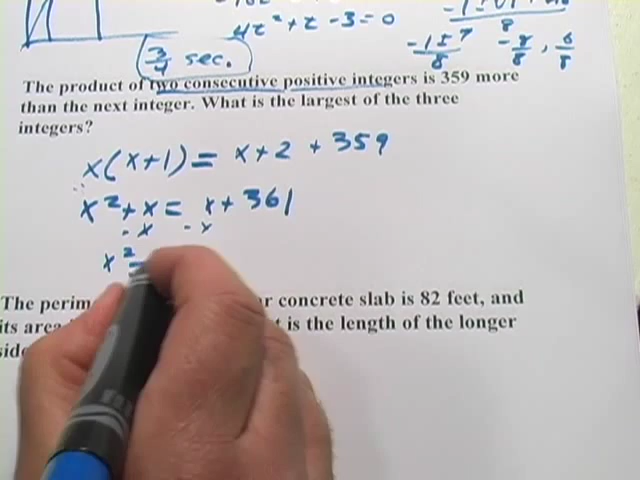 4t² + t - 3 = 0
3/4 sec.
-1±7
8
-8/8, 6/8
The product of two consecutive positive integers is 359 more
than the next integer. What is the largest of the three
integers?
x(x+1) = x+2 + 359
x² + x = x + 361
- x - x
x² =
The perim concrete slab is 82 feet, and
its area is the length of the longer
side